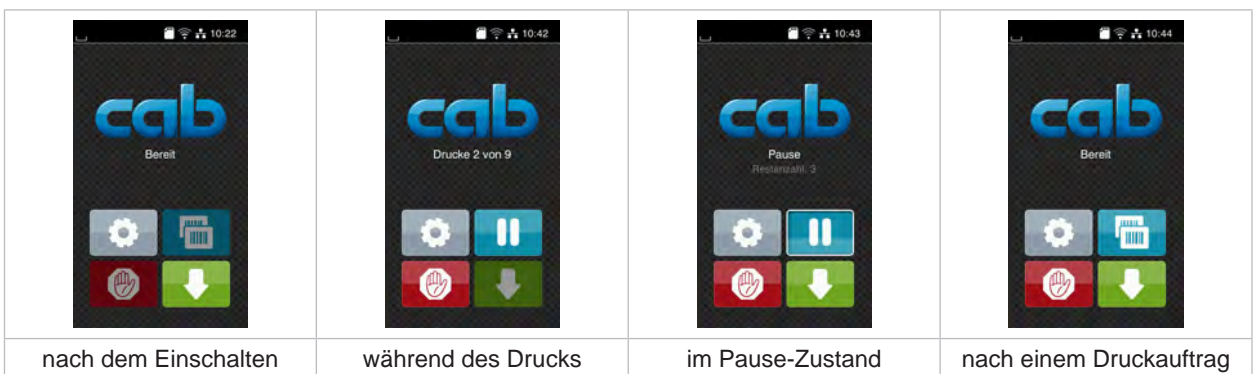 10:22
cab
Bereit
nach dem Einschalten
10:42
cab
Drucke 2 von 9
während des Drucks
10:43
cab
Pause
Restanzahl: 3
im Pause-Zustand
10:44
cab
Bereit
nach einem Druckauftrag